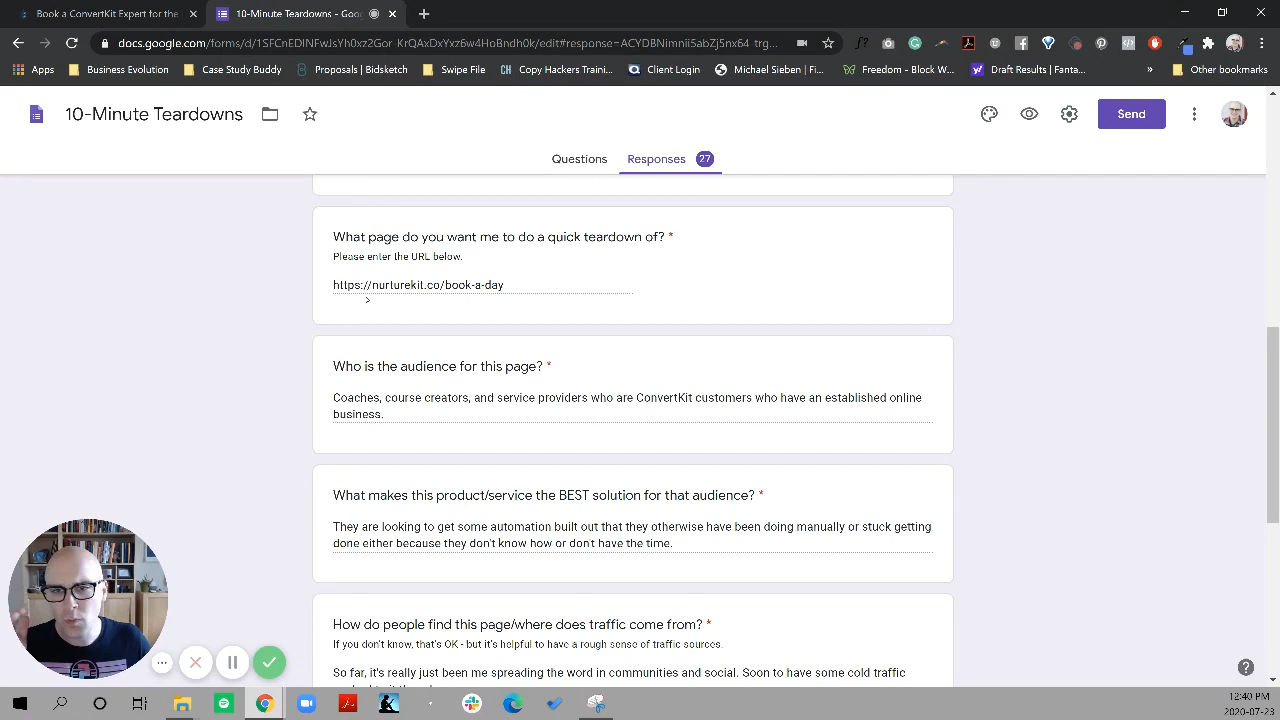 Book a ConvertKit Expert for the
10-Minute Teardowns - Goo
Apps
Business Evolution
Case Study Buddy
Proposals | Bidsketch
Swipe File
Copy Hackers Traini...
Client Login
Michael Sieben | Fi...
Freedom - Block W...
Draft Results | Fanta...
»
Other bookmarks
10-Minute Teardowns
Send
Questions
Responses 27
What page do you want me to do a quick teardown of? *
Please enter the URL below.
https://nurturekit.co/book-a-day
Who is the audience for this page? *
Coaches, course creators, and service providers who are ConvertKit customers who have an established online
business.
What makes this product/service the BEST solution for that audience? *
They are looking to get some automation built out that they otherwise have been doing manually or stuck getting
done either because they don't know how or don't have the time.
How do people find this page/where does traffic come from? *
If you don't know, that's OK - but it's helpful to have a rough sense of traffic sources.
So far, it's really just been me spreading the word in communities and social. Soon to have some cold traffic
12:40 PM
2020-07-23